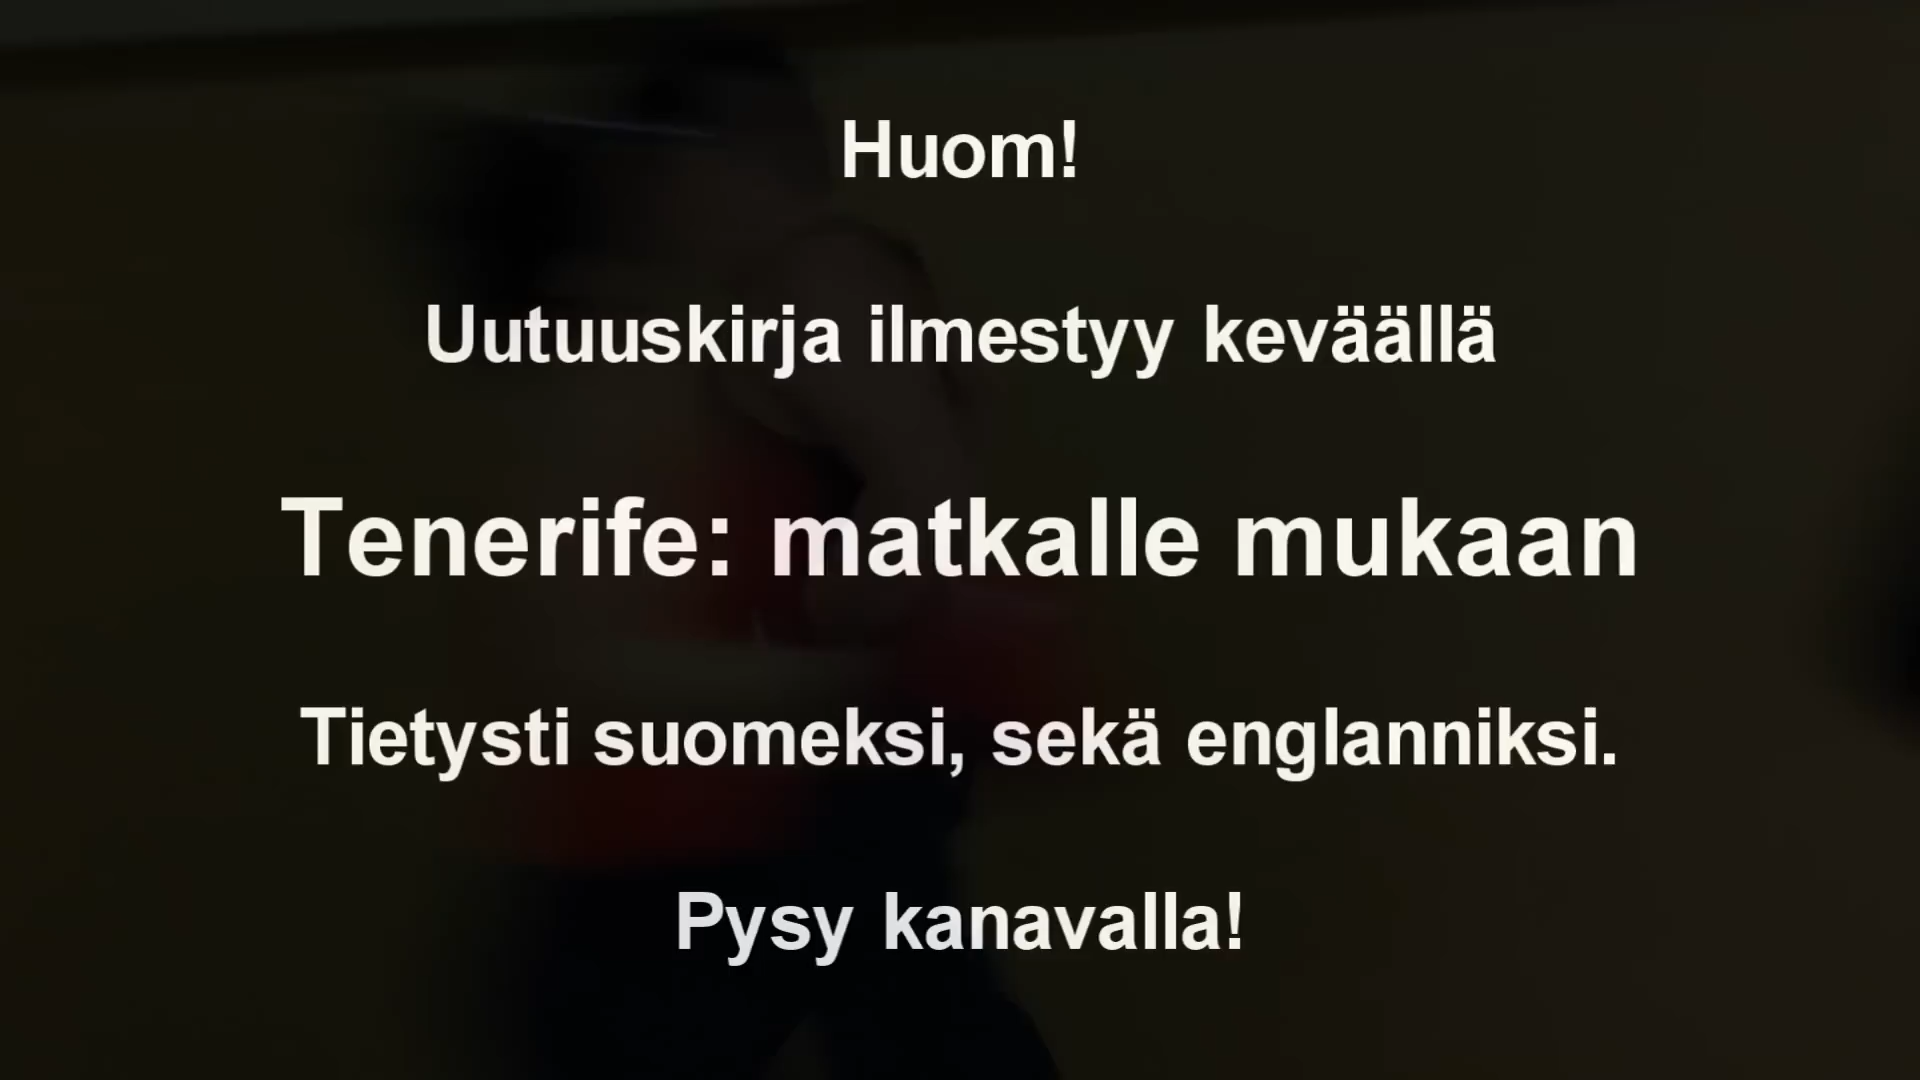 Huom!
Uutuuskirja ilmestyy keväällä
Tenerife: matkalle mukaan
Tietysti suomeksi, sekä englanniksi.
Pysy kanavalla!